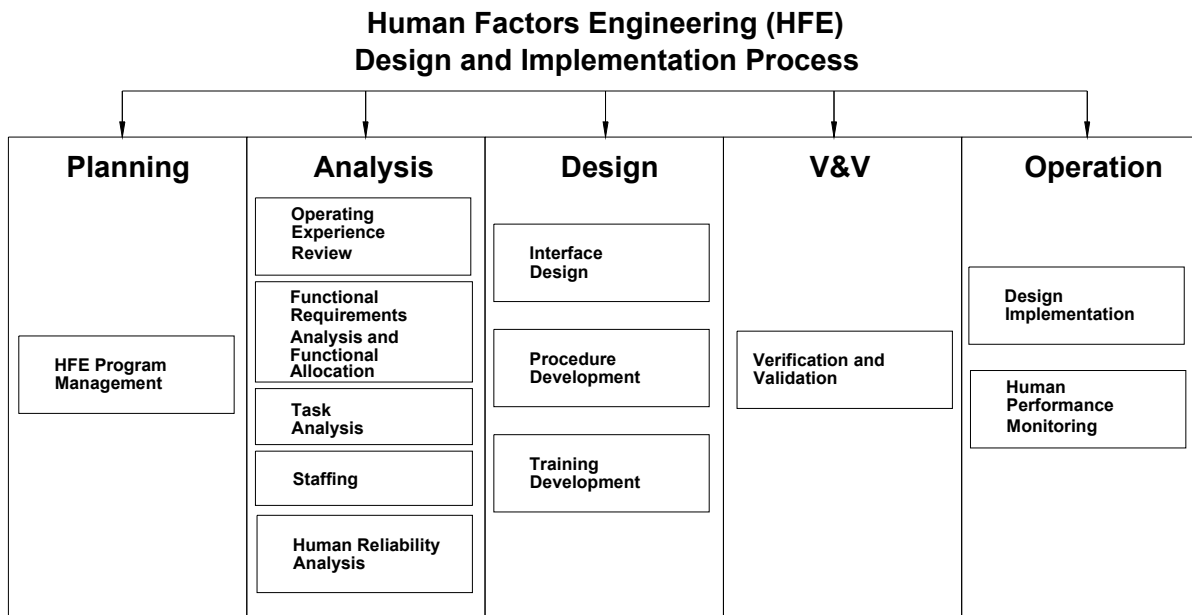 Human Factors Engineering (HFE)
Design and Implementation Process
Planning
HFE Program
Management
Analysis
Operating
Experience
Review
Functional
Requirements
Analysis and
Functional
Allocation
Task
Analysis
Staffing
Human Reliability
Analysis
Design
Interface
Design
Procedure
Development
Training
Development
V&V
Verification and
Validation
Operation
Design
Implementation
Human
Performance
Monitoring